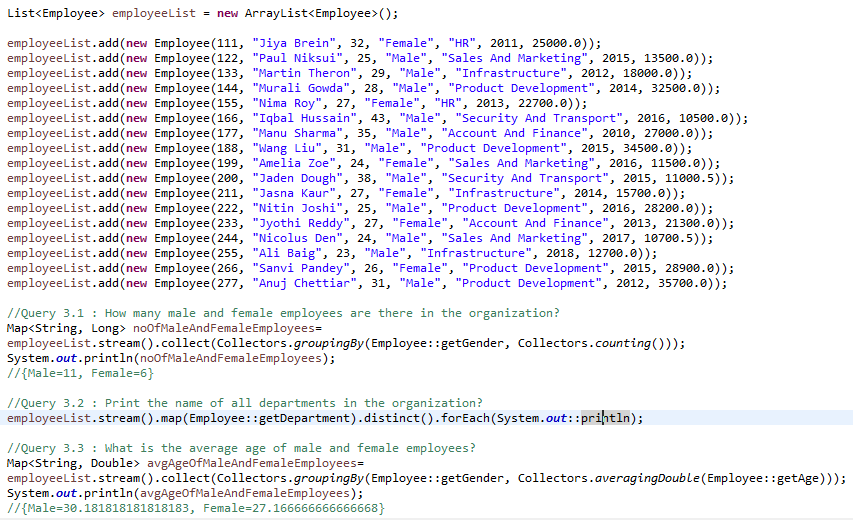 List<Employee> employeeList = new ArrayList<Employee>();
employeeList.add(new Employee(111, "Jiya Brein", 32, "Female", "HR", 2011, 25000.0));
employeeList.add(new Employee(122, "Paul Niksui", 25, "Male", "Sales And Marketing", 2015, 13500.0));
employeeList.add(new Employee(133, "Martin Theron", 29, "Male", "Infrastructure", 2012, 18000.0));
employeeList.add(new Employee(144, "Murali Gowda", 28, "Male", "Product Development", 2014, 32500.0));
employeeList.add(new Employee(155, "Nima Roy", 27, "Female", "HR", 2013, 22700.0));
employeeList.add(new Employee(166, "Iqbal Hussain", 43, "Male", "Security And Transport", 2016, 10500.0));
employeeList.add(new Employee(177, "Manu Sharma", 35, "Male", "Account And Finance", 2010, 27000.0));
employeeList.add(new Employee(188, "Wang Liu", 31, "Male", "Product Development", 2015, 34500.0));
employeeList.add(new Employee(199, "Amelia Zoe", 24, "Female", "Sales And Marketing", 2016, 11500.0));
employeeList.add(new Employee(200, "Jaden Dough", 38, "Male", "Security And Transport", 2015, 11000.5));
employeeList.add(new Employee(211, "Jasna Kaur", 27, "Female", "Infrastructure", 2014, 15700.0));
employeeList.add(new Employee(222, "Nitin Joshi", 25, "Male", "Product Development", 2016, 28200.0));
employeeList.add(new Employee(233, "Jyothi Reddy", 27, "Female", "Account And Finance", 2013, 21300.0));
employeeList.add(new Employee(244, "Nicolus Den", 24, "Male", "Sales And Marketing", 2017, 10700.5));
employeeList.add(new Employee(255, "Ali Baig", 23, "Male", "Infrastructure", 2018, 12700.0));
employeeList.add(new Employee(266, "Sanvi Pandey", 26, "Female", "Product Development", 2015, 28900.0));
employeeList.add(new Employee(277, "Anuj Chettiar", 31, "Male", "Product Development", 2012, 35700.0));
//Query 3.1 : How many male and female employees are there in the organization?
Map<String, Long> noOfMaleAndFemaleEmployees=
employeeList.stream().collect(Collectors.groupingBy(Employee::getGender, Collectors.counting()));
System.out.println(noOfMaleAndFemaleEmployees);
//{Male=11, Female=6}
//Query 3.2 : Print the name of all departments in the organization?
employeeList.stream().map(Employee::getDepartment).distinct().forEach(System.out::println);
//Query 3.3 : What is the average age of male and female employees?
Map<String, Double> avgAgeOfMaleAndFemaleEmployees=
employeeList.stream().collect(Collectors.groupingBy(Employee::getGender, Collectors.averagingDouble(Employee::getAge)));
System.out.println(avgAgeOfMaleAndFemaleEmployees);
//{Male=30.181818181818183, Female=27.166666666666668}